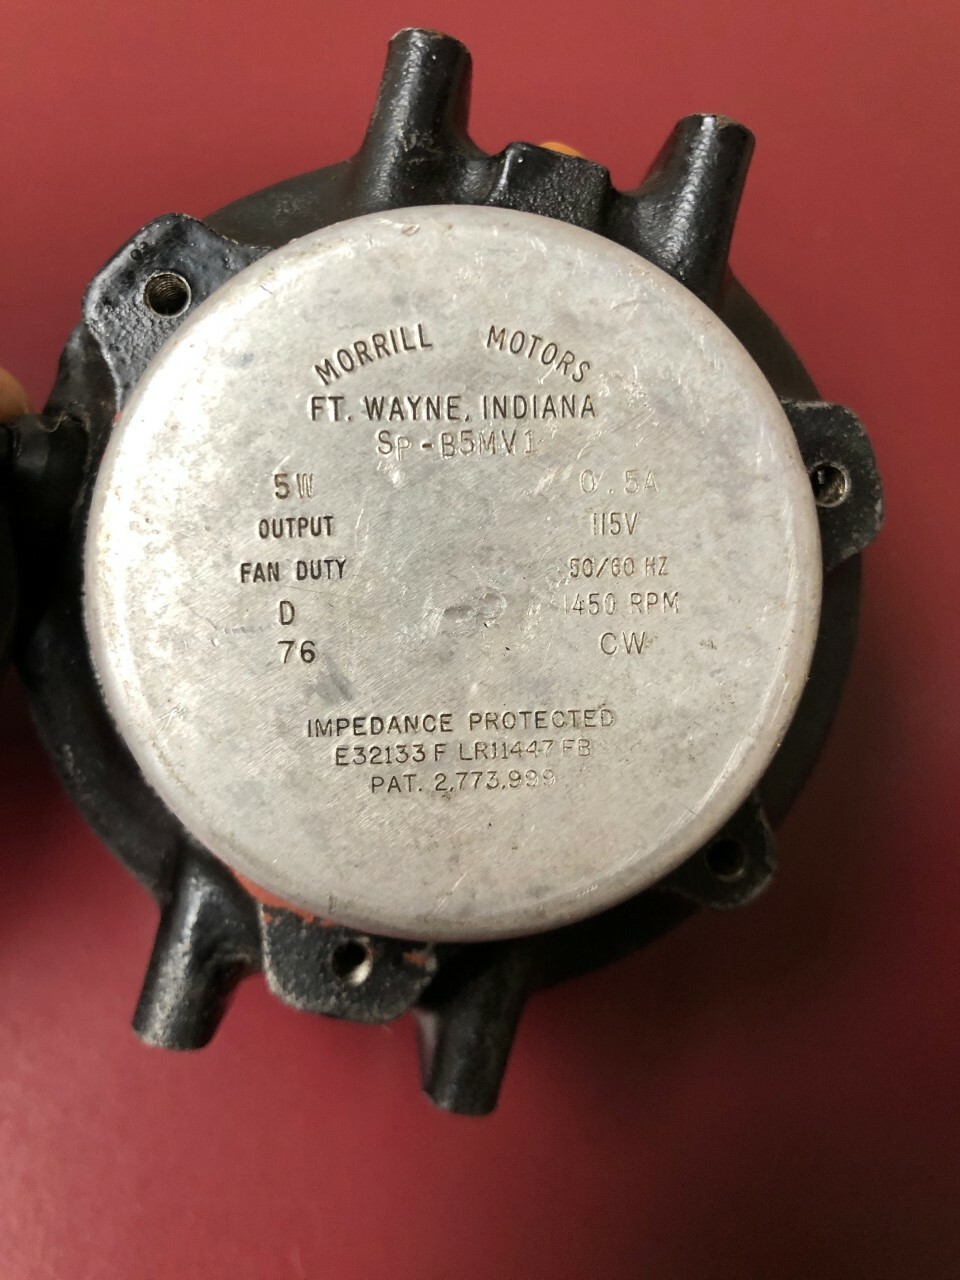 MORRILL MOTORS
FT. WAYNE, INDIANA
SP-B5MV1
5W 0.5A
OUTPUT 115V
FAN DUTY 50/60 HZ
D 1450 RPM
76 CW
IMPEDANCE PROTECTED
E32133 F LR11447 FB
PAT. 2,773,999